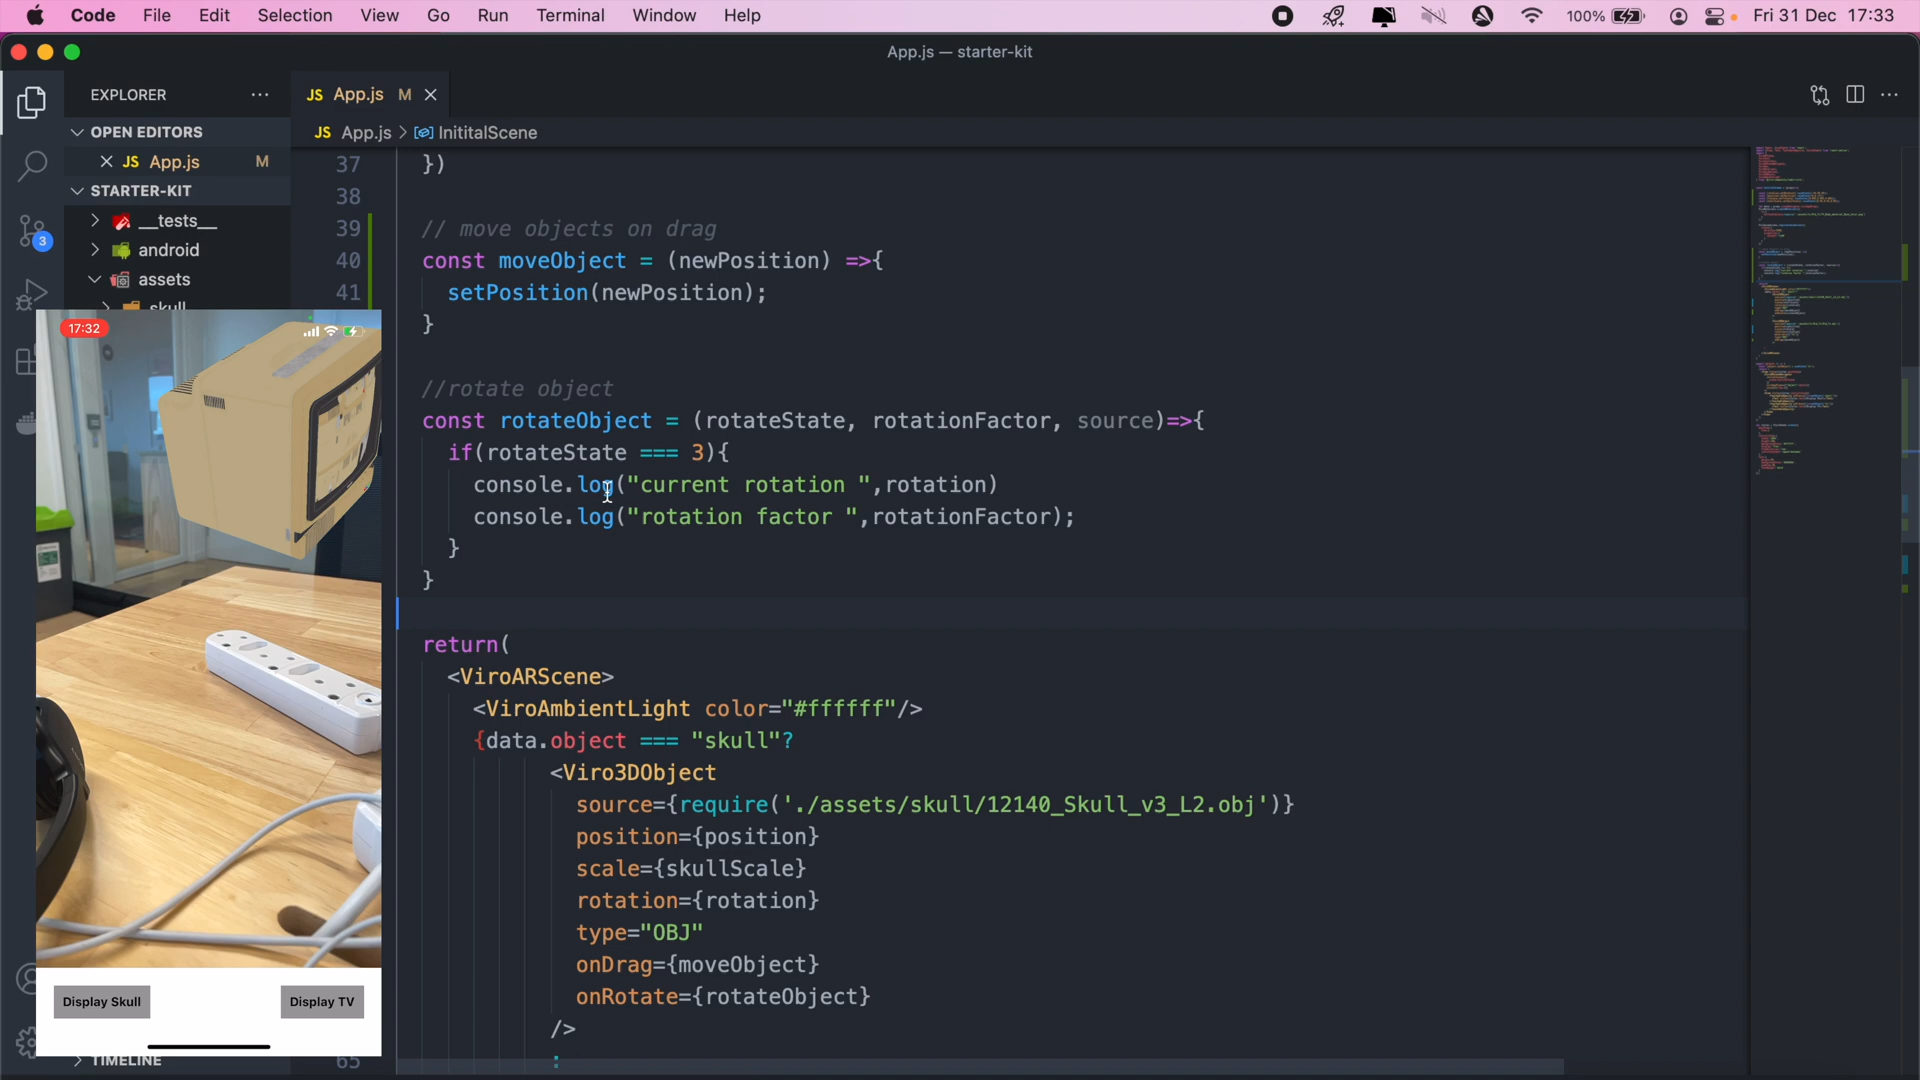 Code File Edit Selection View Go Run Terminal Window Help 100% Fri 31 Dec 17:33
App.js — starter-kit
EXPLORER ···
JS App.js M
JS App.js > InititalScene
OPEN EDITORS
JS App.js M
STARTER-KIT
__tests__
android
assets
skull
3
37 })
38
39 // move objects on drag
40 const moveObject = (newPosition) =>{
41 setPosition(newPosition);
}
//rotate object
const rotateObject = (rotateState, rotationFactor, source)=>{
if(rotateState === 3){
console.log("current rotation ",rotation)
console.log("rotation factor ",rotationFactor);
}
}
return(
<ViroARScene>
<ViroAmbientLight color="#ffffff"/>
{data.object === "skull"?
<Viro3DObject
source={require('./assets/skull/12140_Skull_v3_L2.obj')}
position={position}
scale={skullScale}
rotation={rotation}
type="OBJ"
onDrag={moveObject}
onRotate={rotateObject}
/>
65 :
17:32
Display Skull
Display TV
TIMELINE